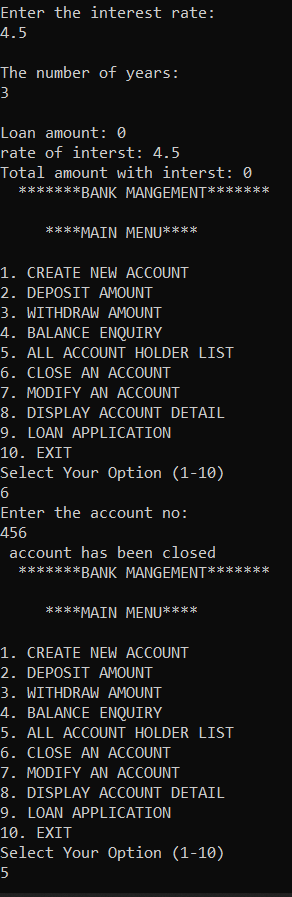 Enter the interest rate:
4.5
The number of years:
3
Loan amount: 0
rate of interst: 4.5
Total amount with interst: 0
*******BANK MANGEMENT*******
****MAIN MENU****
1. CREATE NEW ACCOUNT
2. DEPOSIT AMOUNT
3. WITHDRAW AMOUNT
4. BALANCE ENQUIRY
5. ALL ACCOUNT HOLDER LIST
6. CLOSE AN ACCOUNT
7. MODIFY AN ACCOUNT
8. DISPLAY ACCOUNT DETAIL
9. LOAN APPLICATION
10. EXIT
Select Your Option (1-10)
6
Enter the account no:
456
account has been closed
*******BANK MANGEMENT*******
****MAIN MENU****
1. CREATE NEW ACCOUNT
2. DEPOSIT AMOUNT
3. WITHDRAW AMOUNT
4. BALANCE ENQUIRY
5. ALL ACCOUNT HOLDER LIST
6. CLOSE AN ACCOUNT
7. MODIFY AN ACCOUNT
8. DISPLAY ACCOUNT DETAIL
9. LOAN APPLICATION
10. EXIT
Select Your Option (1-10)
5